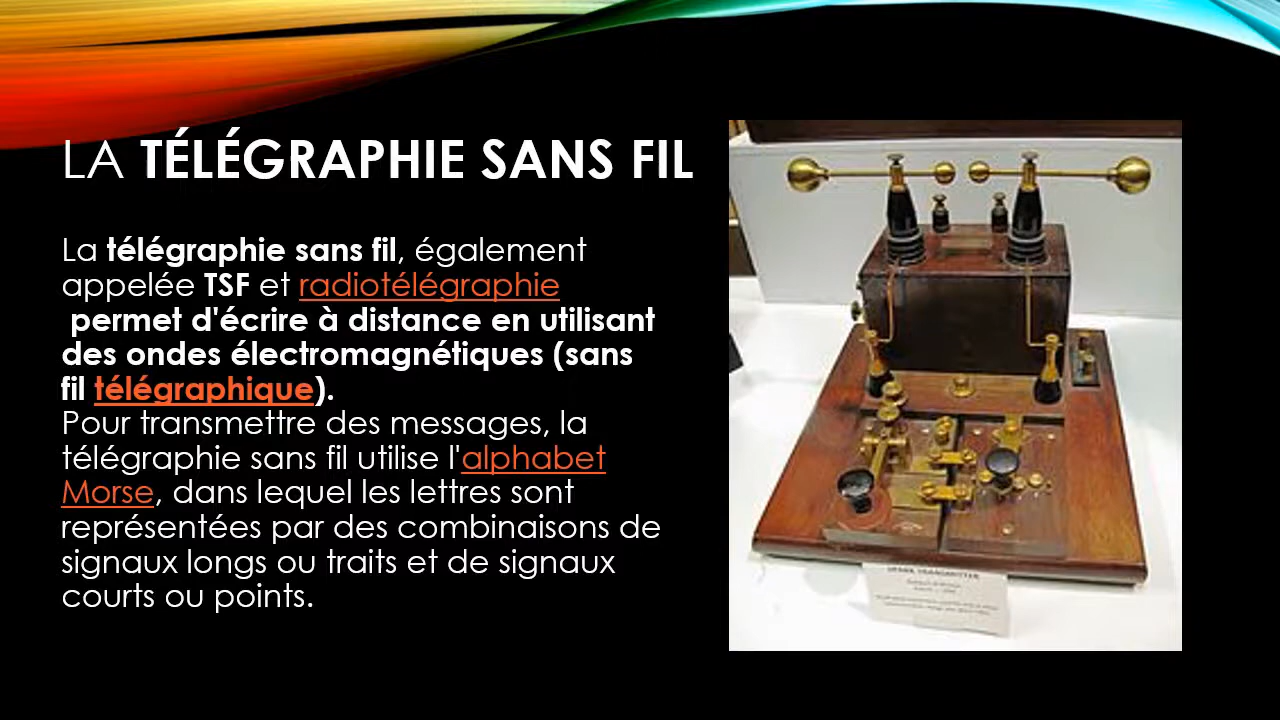 LA TÉLÉGRAPHIE SANS FIL
La télégraphie sans fil, également
appelée TSF et radiotélégraphie
permet d'écrire à distance en utilisant
des ondes électromagnétiques (sans
fil télégraphique).
Pour transmettre des messages, la
télégraphie sans fil utilise l'alphabet
Morse, dans lequel les lettres sont
représentées par des combinaisons de
signaux longs ou traits et de signaux
courts ou points.
SPARK TRANSMITTER